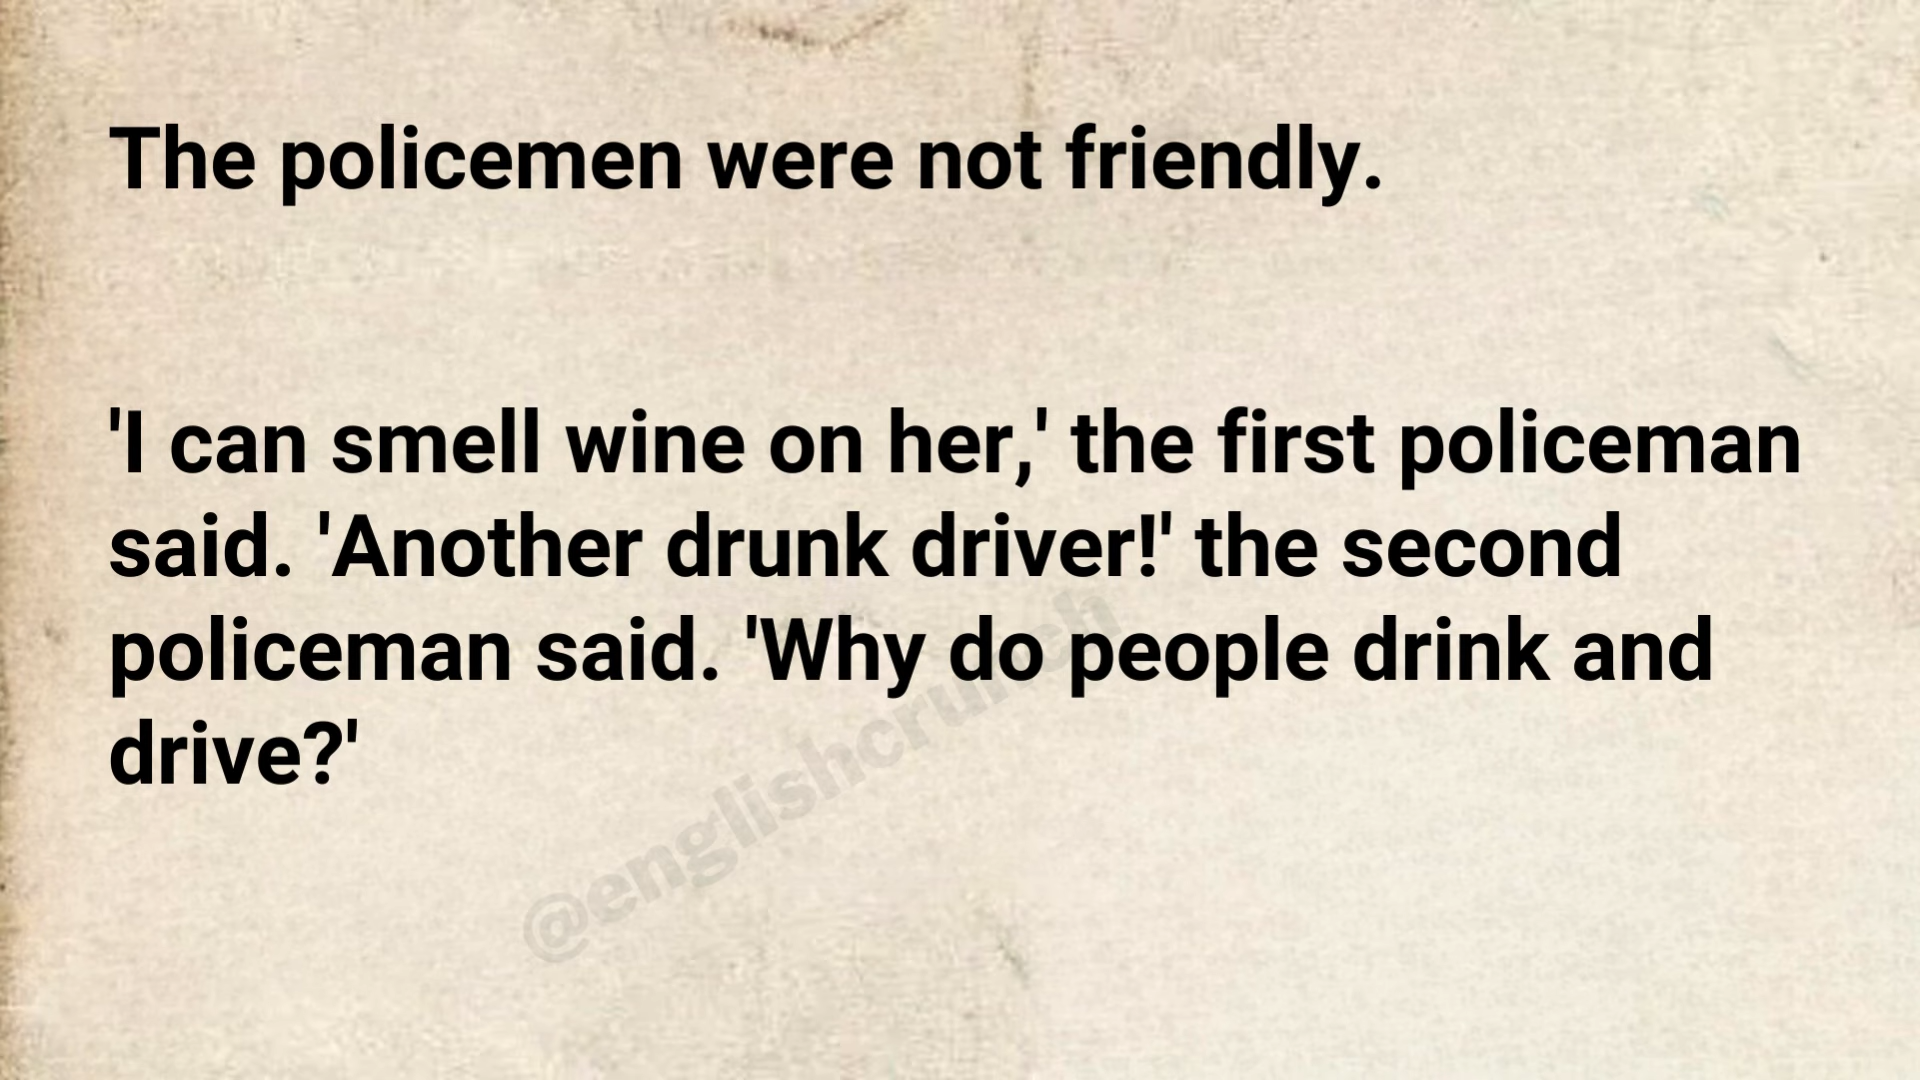 The policemen were not friendly.
'I can smell wine on her,' the first policeman
said. 'Another drunk driver!' the second
policeman said. 'Why do people drink and
drive?'
@englishcrunch